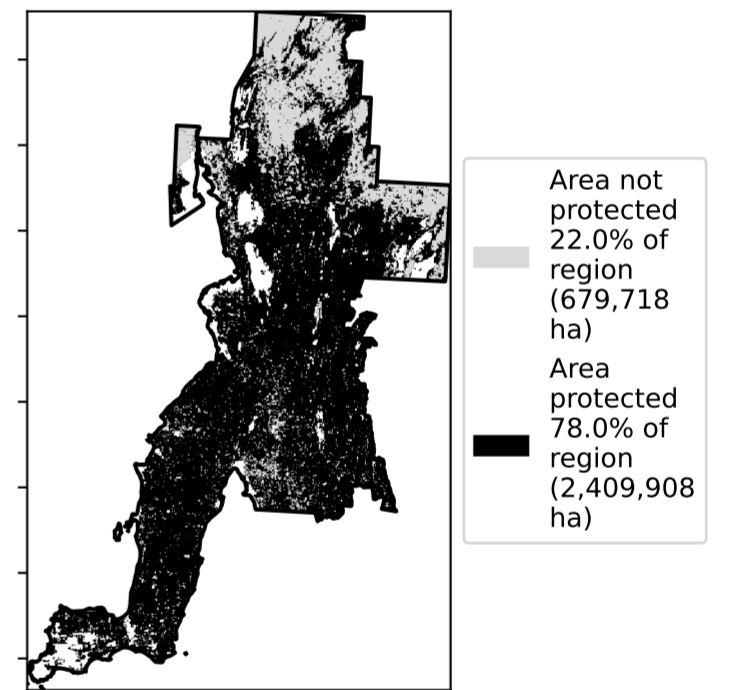 Area not
protected
22.0% of
region
(679,718
ha)
Area
protected
78.0% of
region
(2,409,908
ha)